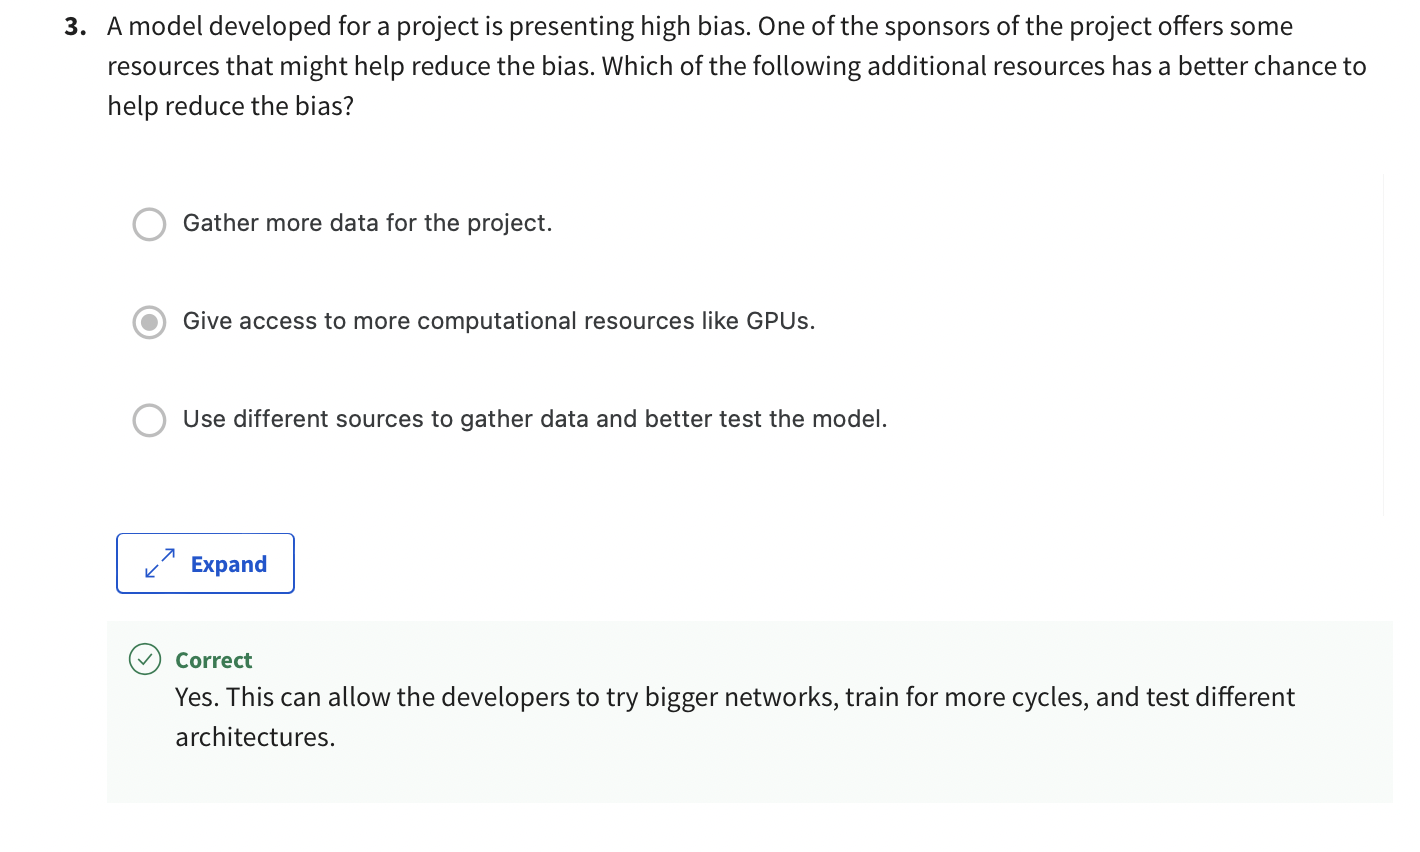 3. A model developed for a project is presenting high bias. One of the sponsors of the project offers some
resources that might help reduce the bias. Which of the following additional resources has a better chance to
help reduce the bias?
Gather more data for the project.
Give access to more computational resources like GPUs.
Use different sources to gather data and better test the model.
Expand
Correct
Yes. This can allow the developers to try bigger networks, train for more cycles, and test different
architectures.